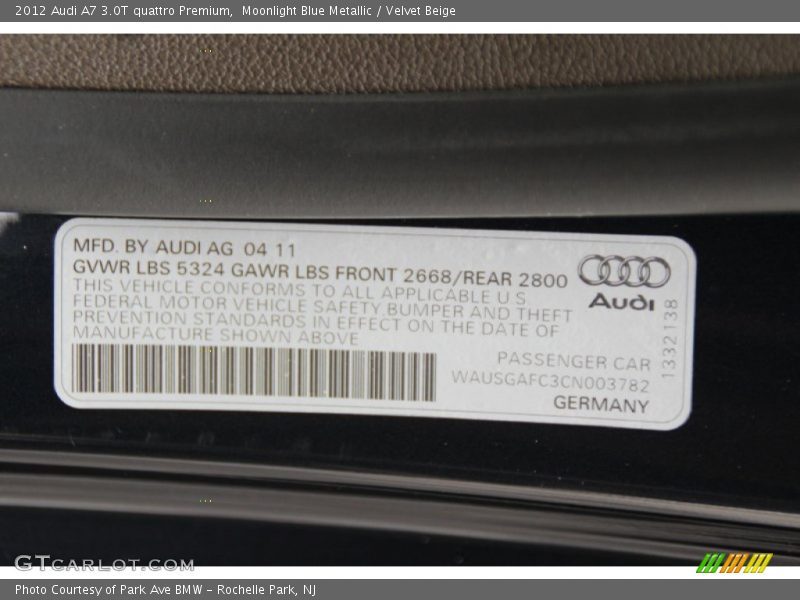 2012 Audi A7 3.0T quattro Premium,  Moonlight Blue Metallic / Velvet Beige
MFD. BY AUDI AG 04 11
GVWR LBS 5324 GAWR LBS FRONT 2668/REAR 2800
THIS VEHICLE CONFORMS TO ALL APPLICABLE U.S.
FEDERAL MOTOR VEHICLE SAFETY,BUMPER AND THEFT
PREVENTION STANDARDS IN EFFECT ON THE DATE OF
MANUFACTURE SHOWN ABOVE
Audi
1332138
PASSENGER CAR
WAUSGAFC3CN003782
GERMANY
GTCARLOT.COM
Photo Courtesy of Park Ave BMW - Rochelle Park, NJ